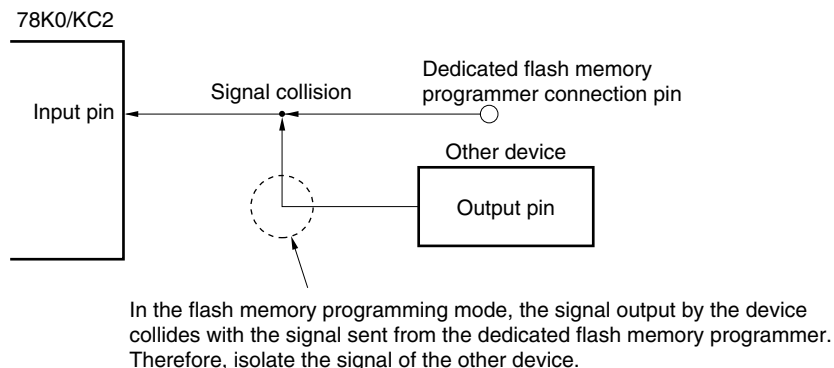 78K0/KC2
Dedicated flash memory
programmer connection pin
Signal collision
Input pin
Other device
Output pin
In the flash memory programming mode, the signal output by the device
collides with the signal sent from the dedicated flash memory programmer.
Therefore, isolate the signal of the other device.